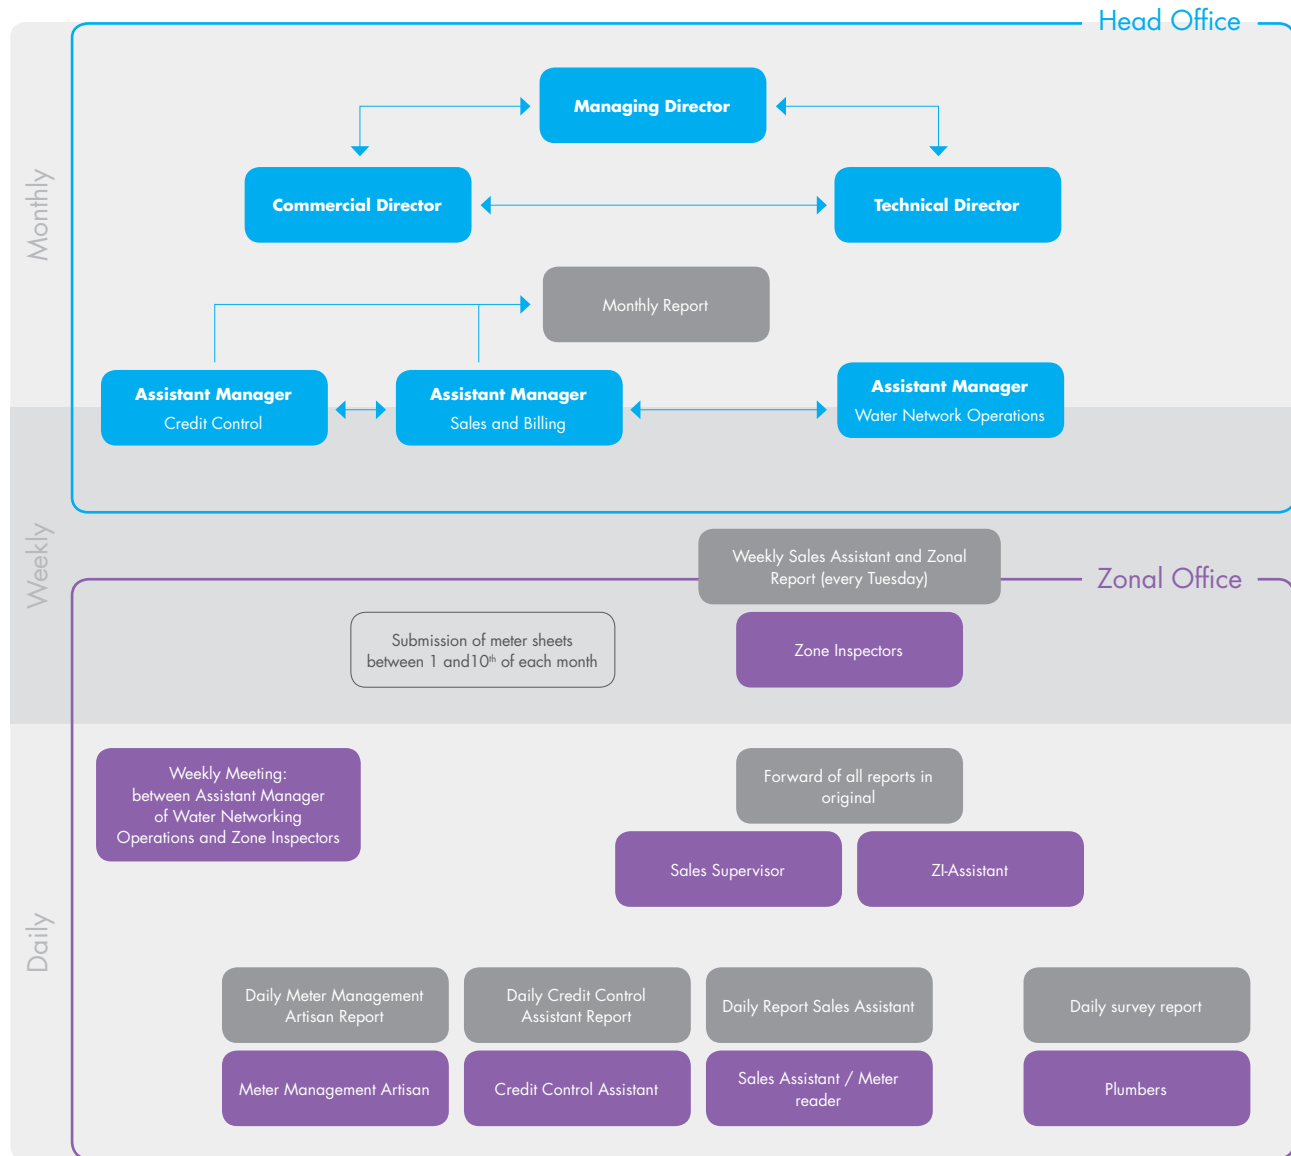 Head Office
Monthly
Managing Director
Commercial Director
Technical Director
Monthly Report
Assistant Manager
Credit Control
Assistant Manager
Sales and Billing
Assistant Manager
Water Network Operations
Weekly
Weekly Sales Assistant and Zonal
Report (every Tuesday)
Zonal Office
Submission of meter sheets
between 1 and10th of each month
Zone Inspectors
Daily
Weekly Meeting:
between Assistant Manager
of Water Networking
Operations and Zone Inspectors
Forward of all reports in
original
Sales Supervisor
ZI-Assistant
Daily Meter Management
Artisan Report
Daily Credit Control
Assistant Report
Daily Report Sales Assistant
Daily survey report
Meter Management Artisan
Credit Control Assistant
Sales Assistant / Meter
reader
Plumbers